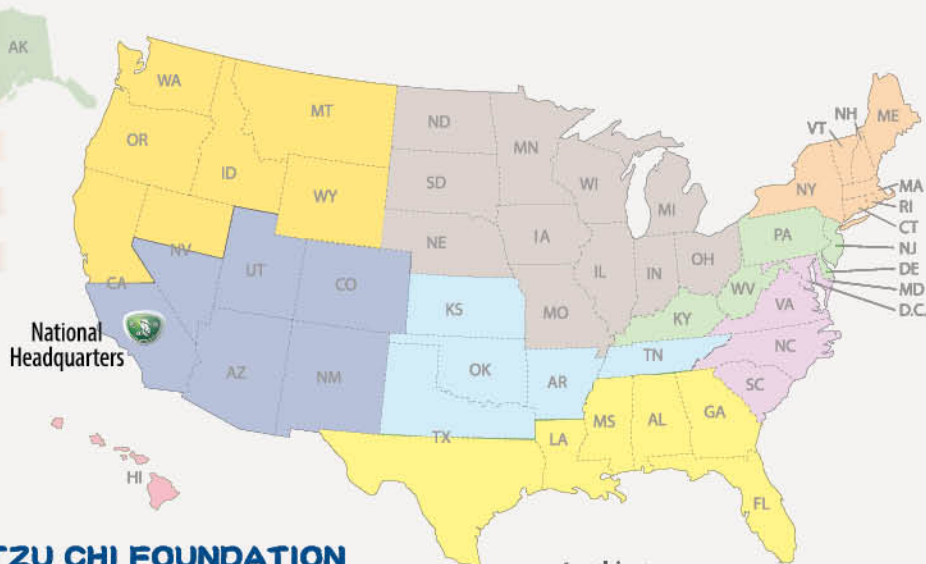 AK
WA
MT
ND
MN
OR
ID
WY
SD
WI
MI
NY
VT
NH
ME
MA
RI
CT
NJ
DE
MD
D.C.
NE
IA
IL
IN
OH
PA
NV
UT
CO
CA
KS
MO
KY
WV
VA
National
Headquarters
AZ
NM
OK
AR
TN
NC
SC
TX
LA
MS
AL
GA
HI
FL
TZU CHI FOUNDATION